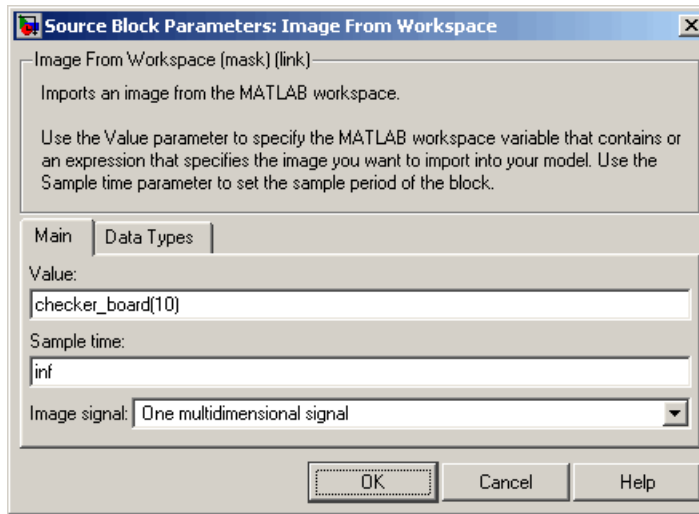 Source Block Parameters: Image From Workspace
Image From Workspace (mask) (link)
Imports an image from the MATLAB workspace.
Use the Value parameter to specify the MATLAB workspace variable that contains or
an expression that specifies the image you want to import into your model. Use the
Sample time parameter to set the sample period of the block.
Main Data Types
Value:
checker_board(10)
Sample time:
inf
Image signal: One multidimensional signal
OK Cancel Help